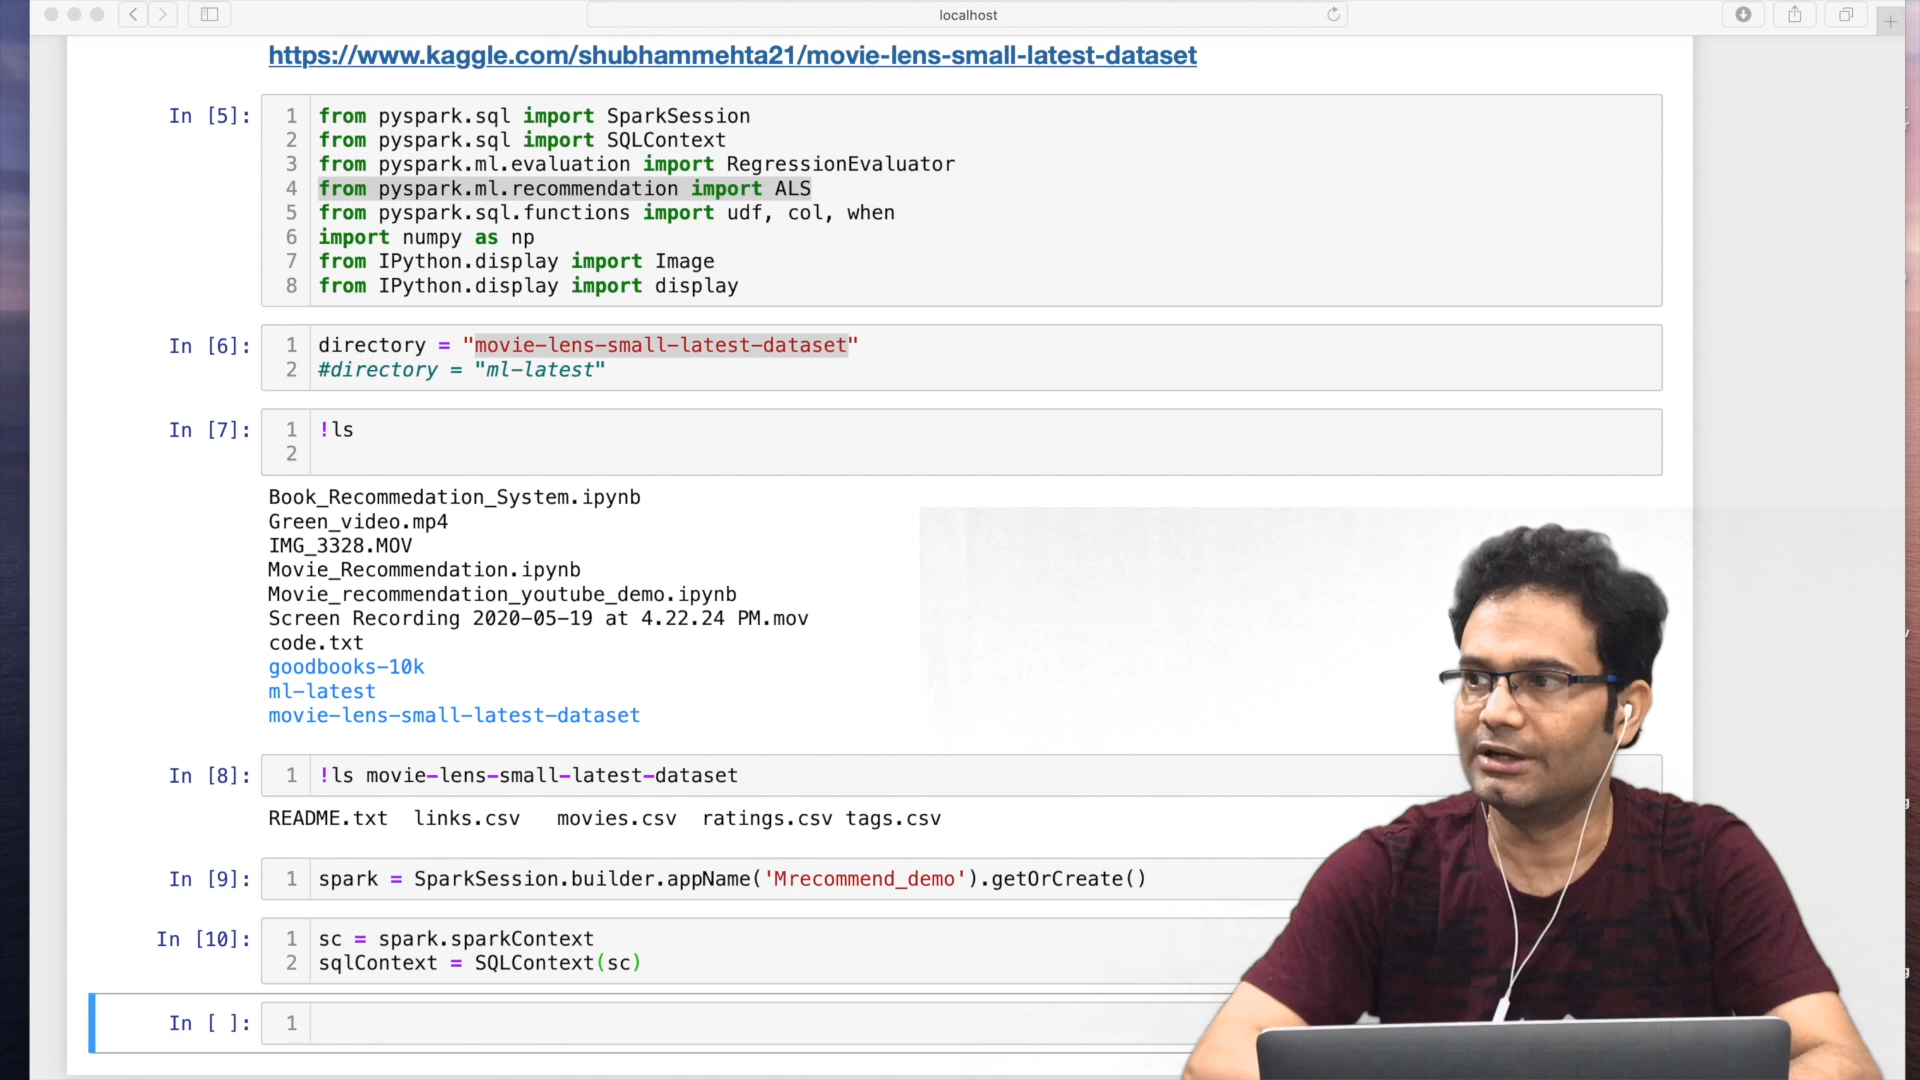 localhost
https://www.kaggle.com/shubhammehta21/movie-lens-small-latest-dataset
In [5]:
1 from pyspark.sql import SparkSession
2 from pyspark.sql import SQLContext
3 from pyspark.ml.evaluation import RegressionEvaluator
4 from pyspark.ml.recommendation import ALS
5 from pyspark.sql.functions import udf, col, when
6 import numpy as np
7 from IPython.display import Image
8 from IPython.display import display
In [6]:
1 directory = "movie-lens-small-latest-dataset"
2 #directory = "ml-latest"
In [7]:
1 !ls
2
Book_Recommedation_System.ipynb
Green_video.mp4
IMG_3328.MOV
Movie_Recommendation.ipynb
Movie_recommendation_youtube_demo.ipynb
Screen Recording 2020-05-19 at 4.22.24 PM.mov
code.txt
goodbooks-10k
ml-latest
movie-lens-small-latest-dataset
In [8]:
1 !ls movie-lens-small-latest-dataset
README.txt links.csv movies.csv ratings.csv tags.csv
In [9]:
1 spark = SparkSession.builder.appName('Mrecommend_demo').getOrCreate()
In [10]:
1 sc = spark.sparkContext
2 sqlContext = SQLContext(sc)
In [ ]:
1